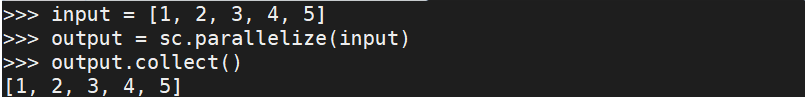 >>> input = [1, 2, 3, 4, 5]
>>> output = sc.parallelize(input)
>>> output.collect()
[1, 2, 3, 4, 5]